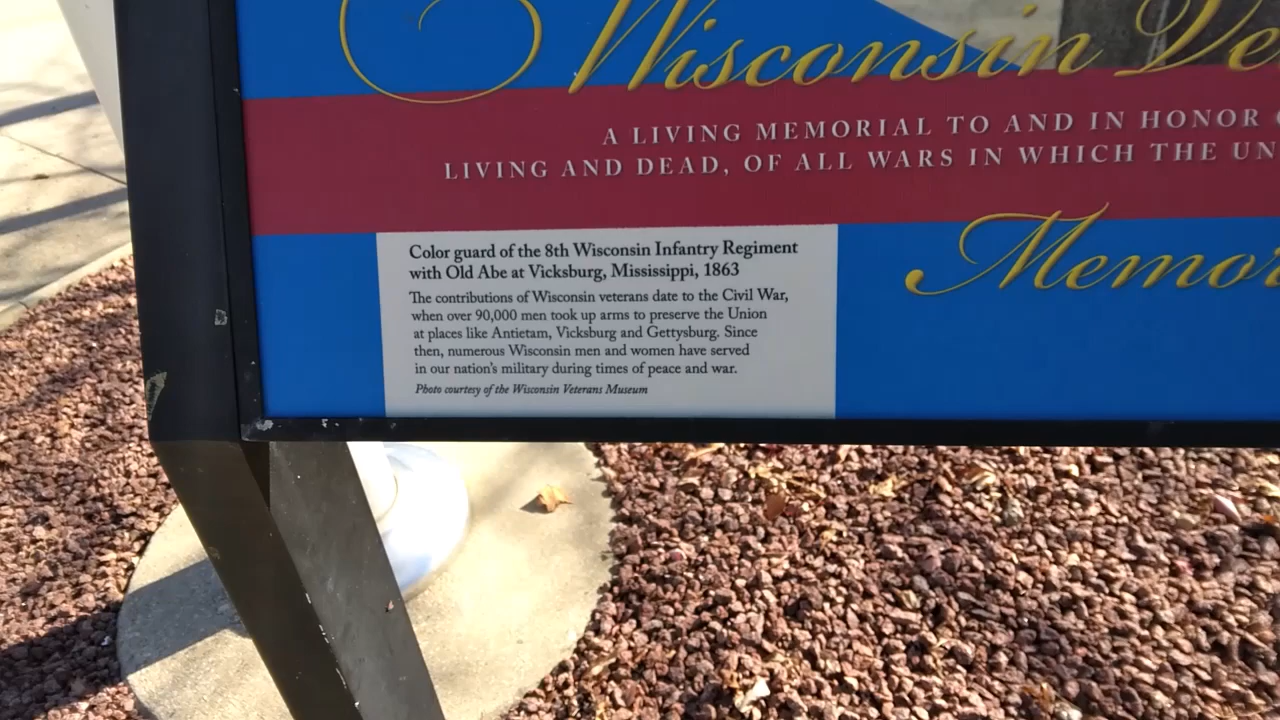 Wisconsin
A LIVING MEMORIAL TO AND IN HONOR
LIVING AND DEAD, OF ALL WARS IN WHICH THE
Color guard of the 8th Wisconsin Infantry Regiment
with Old Abe at Vicksburg, Mississippi, 1863
The contributions of Wisconsin veterans date to the Civil War,
when over 90,000 men took up arms to preserve the Union
at places like Antietam, Vicksburg and Gettysburg. Since
then, numerous Wisconsin men and women have served
in our nation's military during times of peace and war.
Photo courtesy of the Wisconsin Veterans Museum